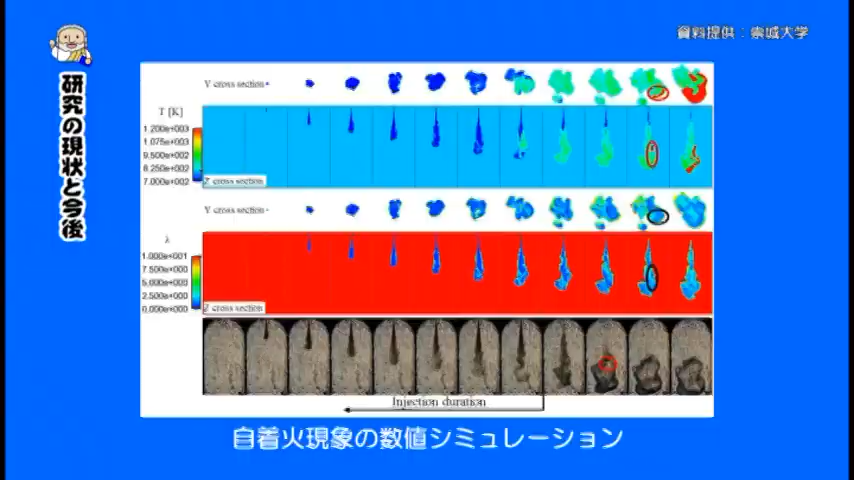 資料提供：崇城大学
研究の現状と今後
Y cross section
T [K]
1.200e+003
1.075e+003
9.500e+002
8.250e+002
7.000e+002
Z cross section
Y cross section
λ
1.000e+001
7.500e+000
5.000e+000
2.500e+000
0.000e+000
Z cross section
Injection duration
自着火現象の数値シミュレーション